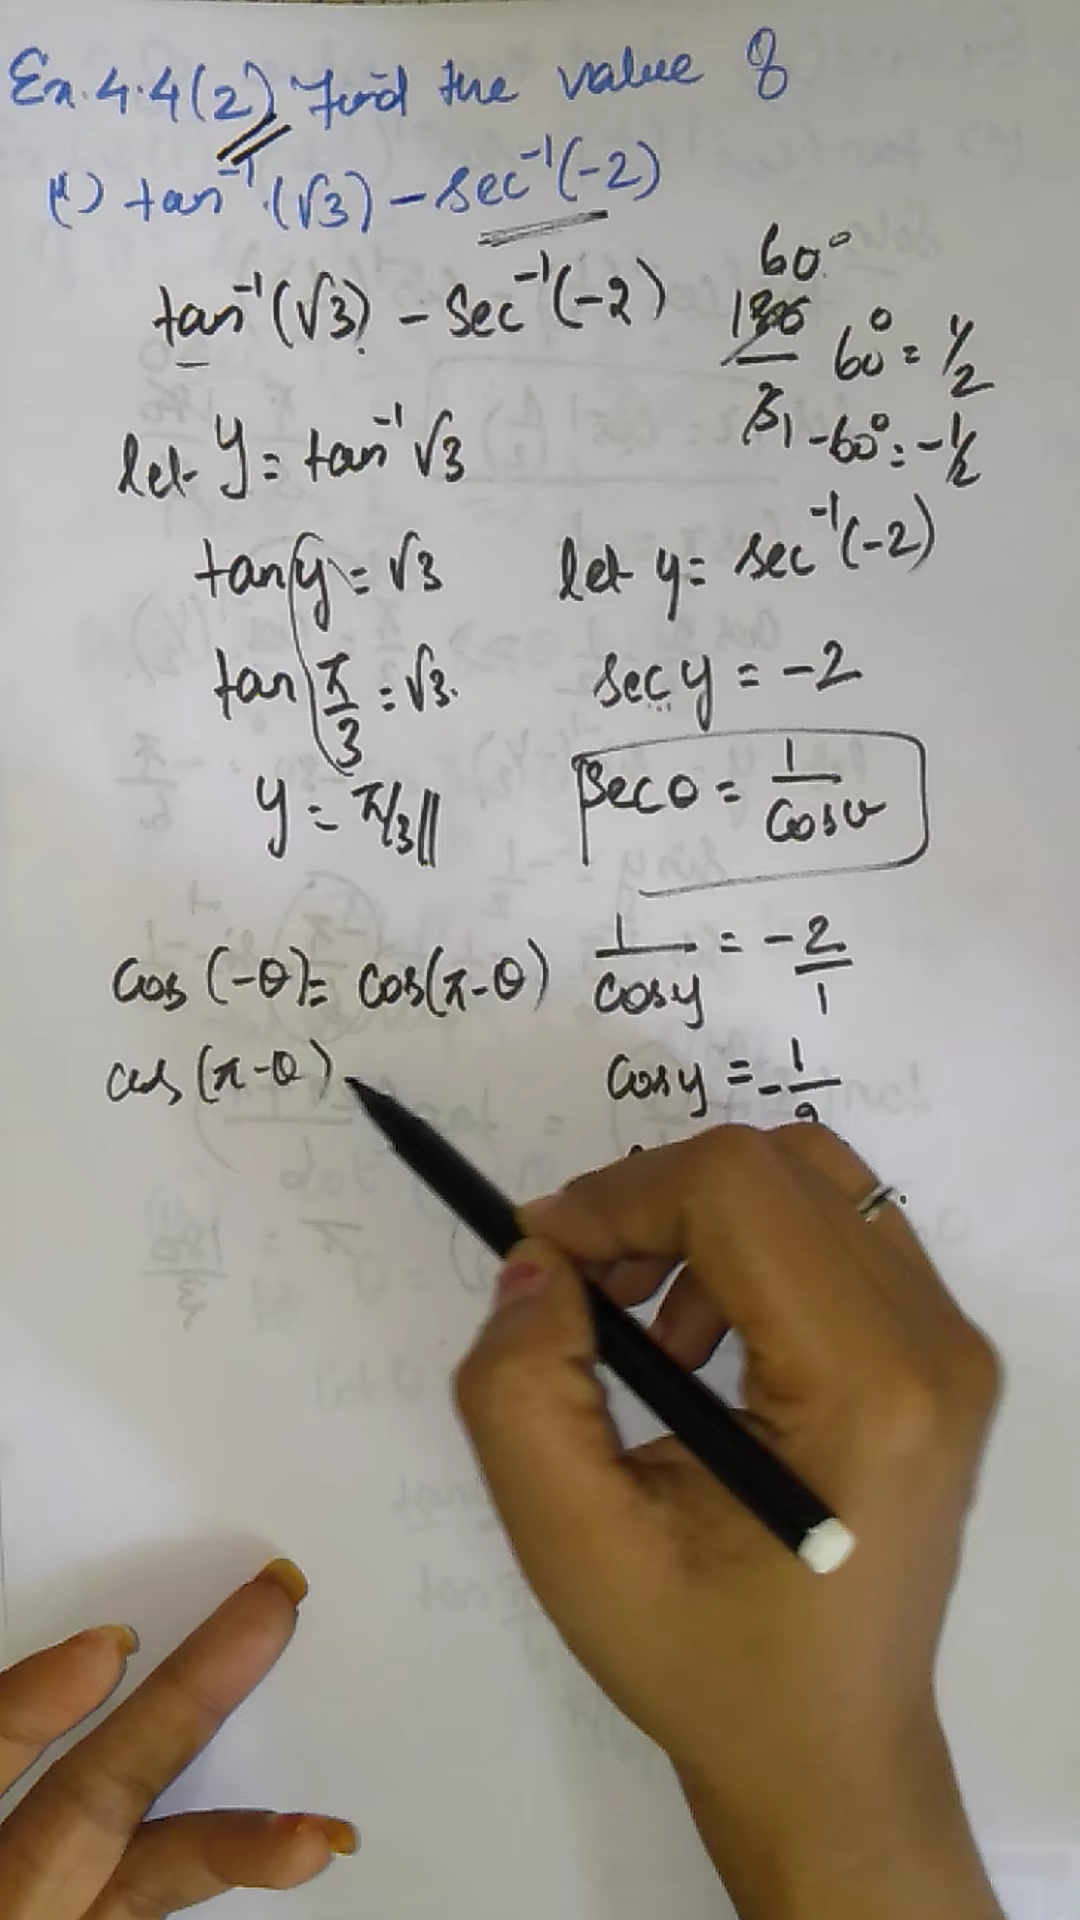 Ex.4.4(2) Find the value of
(i) tan⁻¹(√3) - sec⁻¹(-2)
tan⁻¹(√3) - sec⁻¹(-2)
60°
180
3 1
60° = 1/2
-60° = -1/2
let y = tan⁻¹ √3
tan y = √3
tan π/3 = √3.
y = π/3 ||
let y = sec⁻¹(-2)
sec y = -2
secθ = 1/cosθ
1/cosy = -2/1
cosy = -1/2
cos (-θ) = cos(π-θ)
cos (π-θ)